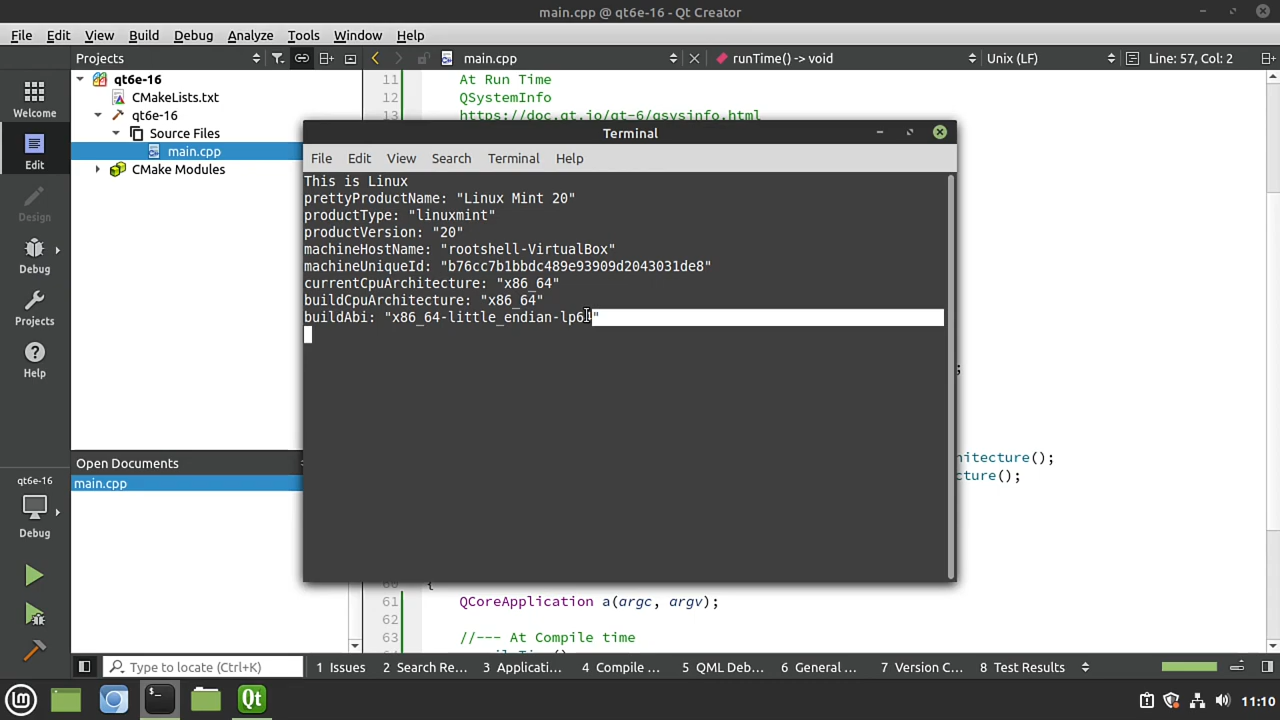 main.cpp @ qt6e-16 - Qt Creator
File Edit View Build Debug Analyze Tools Window Help
Projects
main.cpp
runTime() -> void
Unix (LF)
Line: 57, Col: 2
Welcome
Edit
Design
Debug
Projects
Help
qt6e-16
Debug
qt6e-16
CMakeLists.txt
qt6e-16
Source Files
main.cpp
CMake Modules
Open Documents
main.cpp
11 At Run Time
12 QSystemInfo
13 https://doc.qt.io/qt-6/qsysinfo.html
Terminal
File Edit View Search Terminal Help
This is Linux
prettyProductName: "Linux Mint 20"
productType: "linuxmint"
productVersion: "20"
machineHostName: "rootshell-VirtualBox"
machineUniqueId: "b76cc7b1bbdc489e93909d2043031de8"
currentCpuArchitecture: "x86_64"
buildCpuArchitecture: "x86_64"
buildAbi: "x86_64-little_endian-lp64"
;
hitecture();
cture();
60 {
61 QCoreApplication a(argc, argv);
62
63 //--- At Compile time
Type to locate (Ctrl+K)
1 Issues 2 Search Re... 3 Applicati... 4 Compile ... 5 QML Deb... 6 General ... 7 Version C... 8 Test Results
11:10